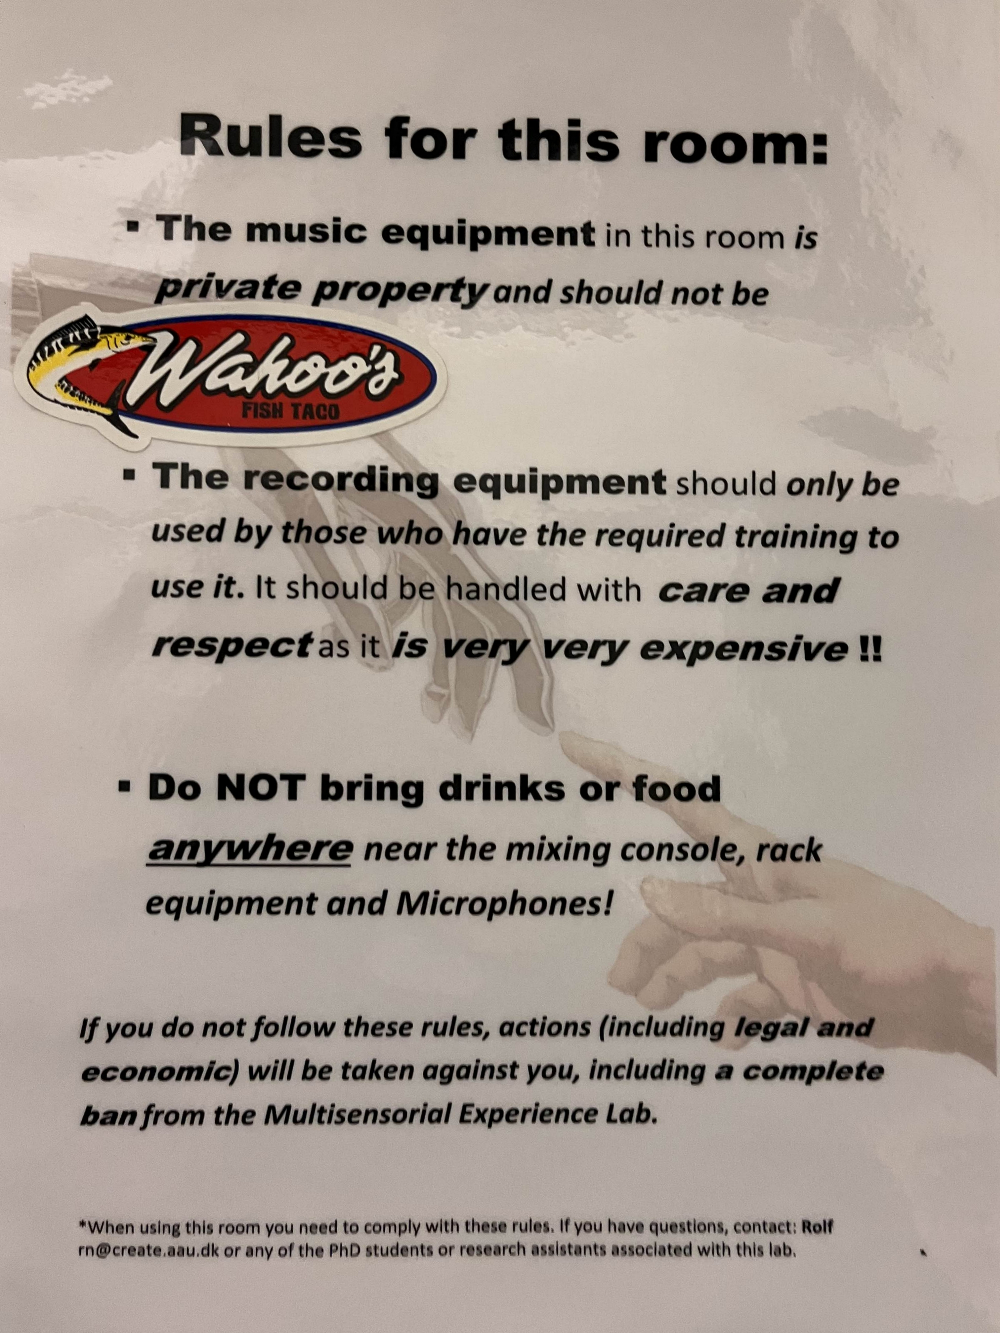 Rules for this room:
▪ The music equipment in this room is
private property and should not be
Wahoo's
FISH TACO
▪ The recording equipment should only be
used by those who have the required training to
use it. It should be handled with care and
respect as it is very very expensive !!
▪ Do NOT bring drinks or food
anywhere near the mixing console, rack
equipment and Microphones!
If you do not follow these rules, actions (including legal and
economic) will be taken against you, including a complete
ban from the Multisensorial Experience Lab.
*When using this room you need to comply with these rules. If you have questions, contact: Rolf
rn@create.aau.dk or any of the PhD students or research assistants associated with this lab.